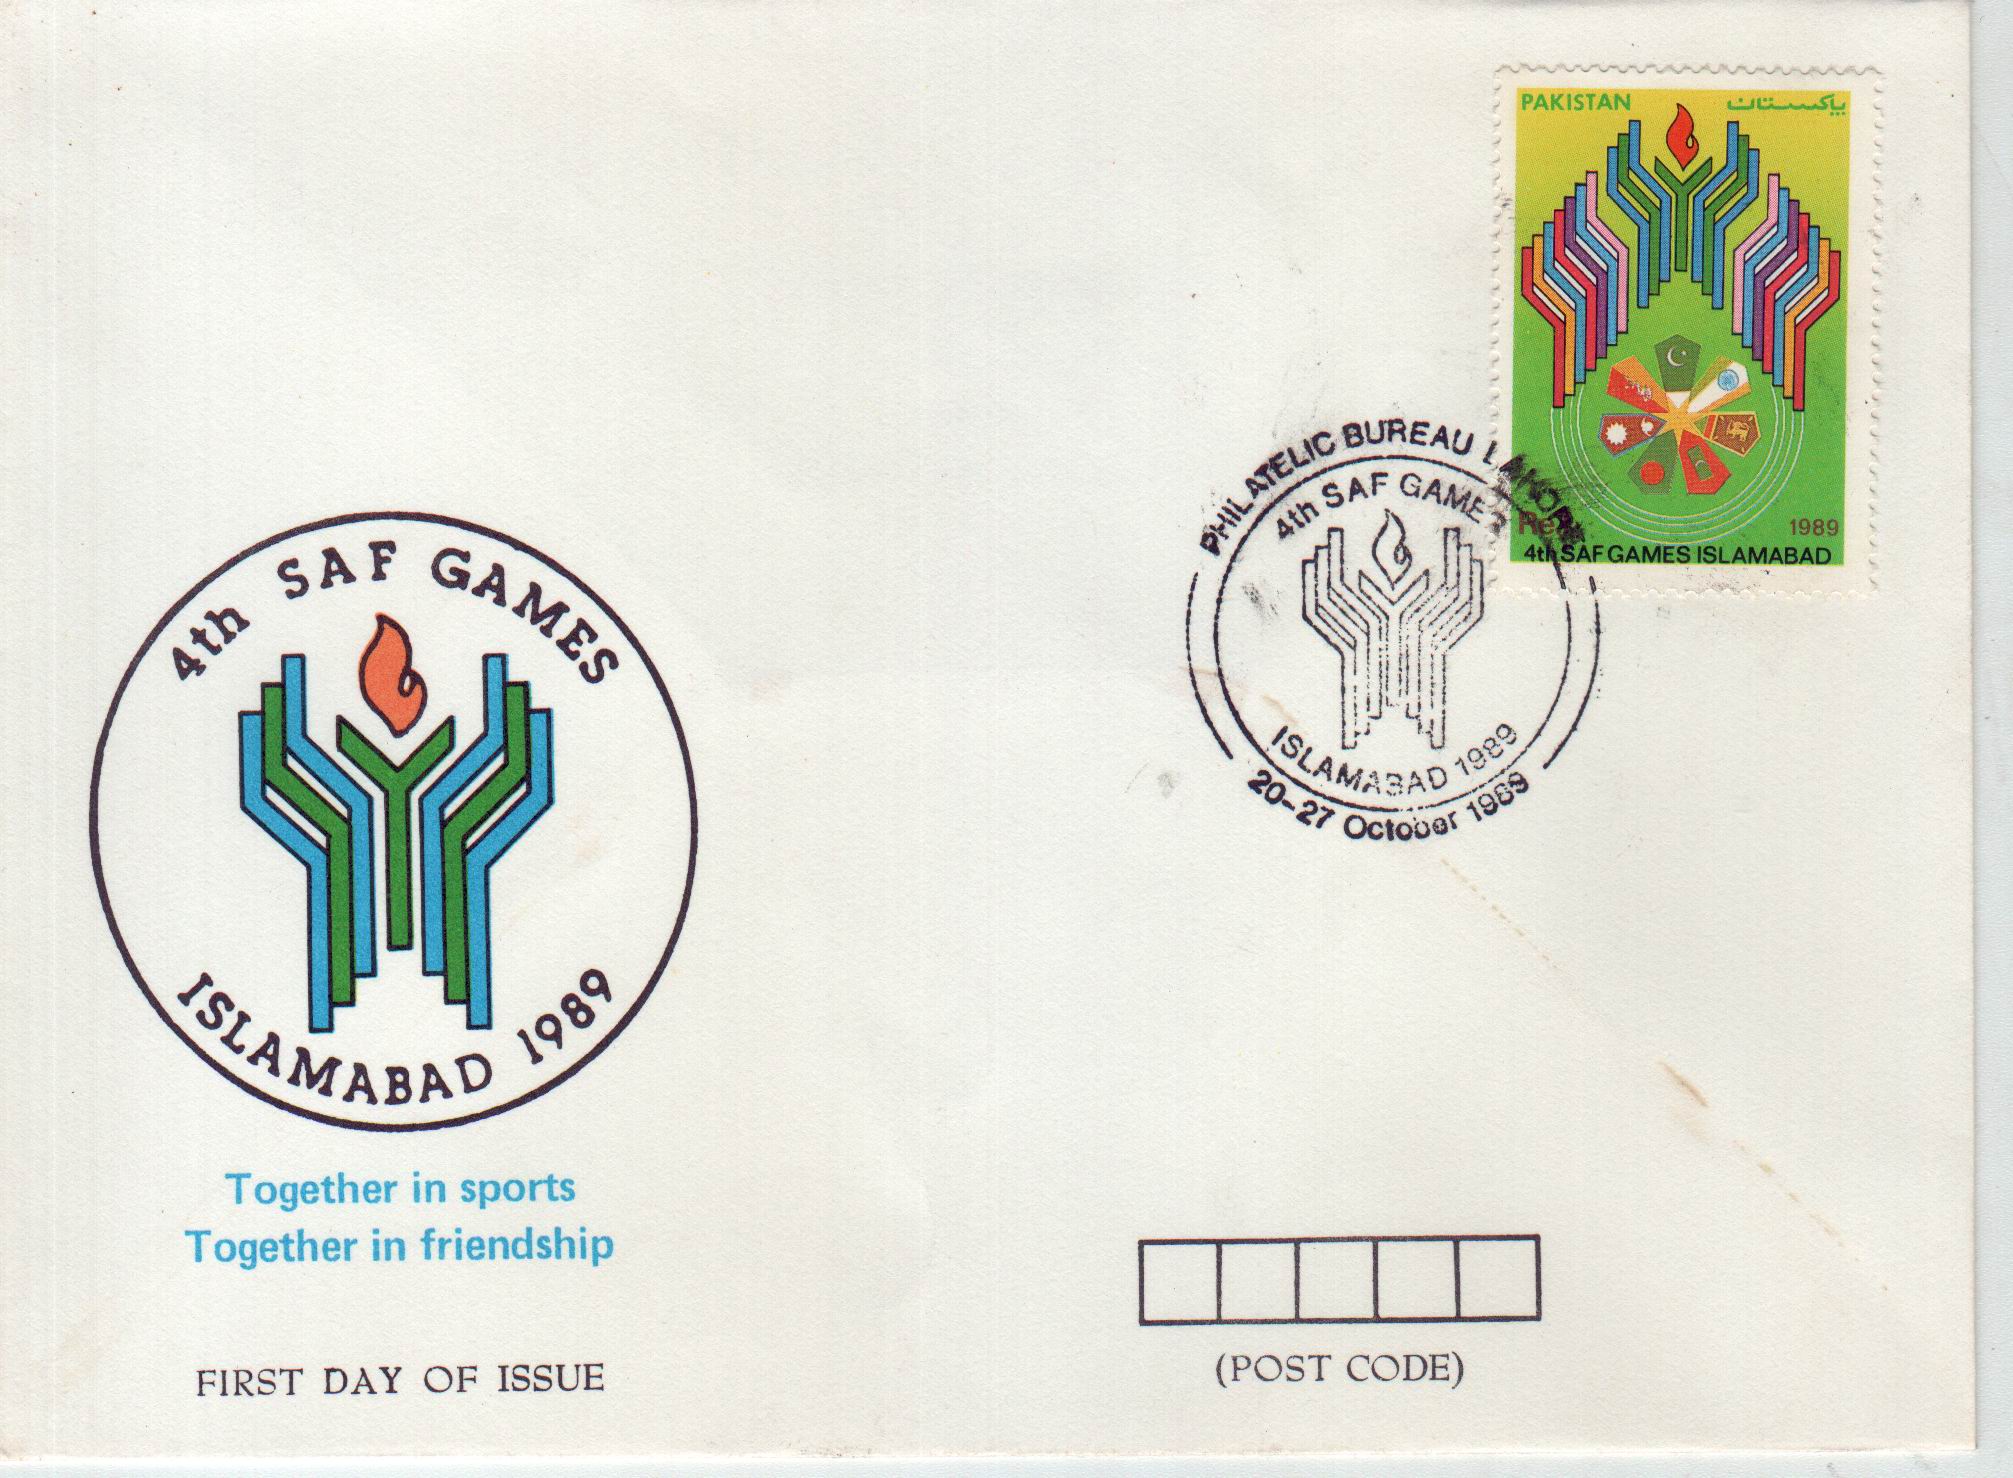 PAKISTAN پاکستان
1989
4th SAF GAMES ISLAMABAD
PHILATELIC BUREAU LAHORE
4th SAF GAMES
ISLAMABAD 1989
20-27 October 1989
4th SAF GAMES
ISLAMABAD 1989
Together in sports
Together in friendship
FIRST DAY OF ISSUE
(POST CODE)